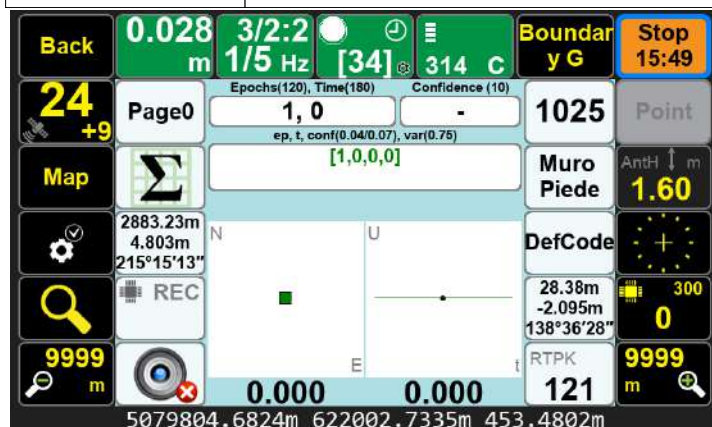 Back
0.028
m
3/2:2
1/5 Hz
[34]
314 C
Boundar
y G
Stop
15:49
24
+9
Page0
Epochs(120), Time(180)
1, 0
Confidence (10)
-
ep, t, conf(0.04/0.07), var(0.75)
[1,0,0,0]
1025
Point
Map
Σ
Muro
Piede
AntH m
1.60
2883.23m
4.803m
215°15'13"
N
U
DefCode
REC
28.38m
-2.095m
138°36'28"
300
0
9999
m
E
t
0.000
0.000
RTPK
121
9999
m
5079804.6824m 622002.7335m 453.4802m